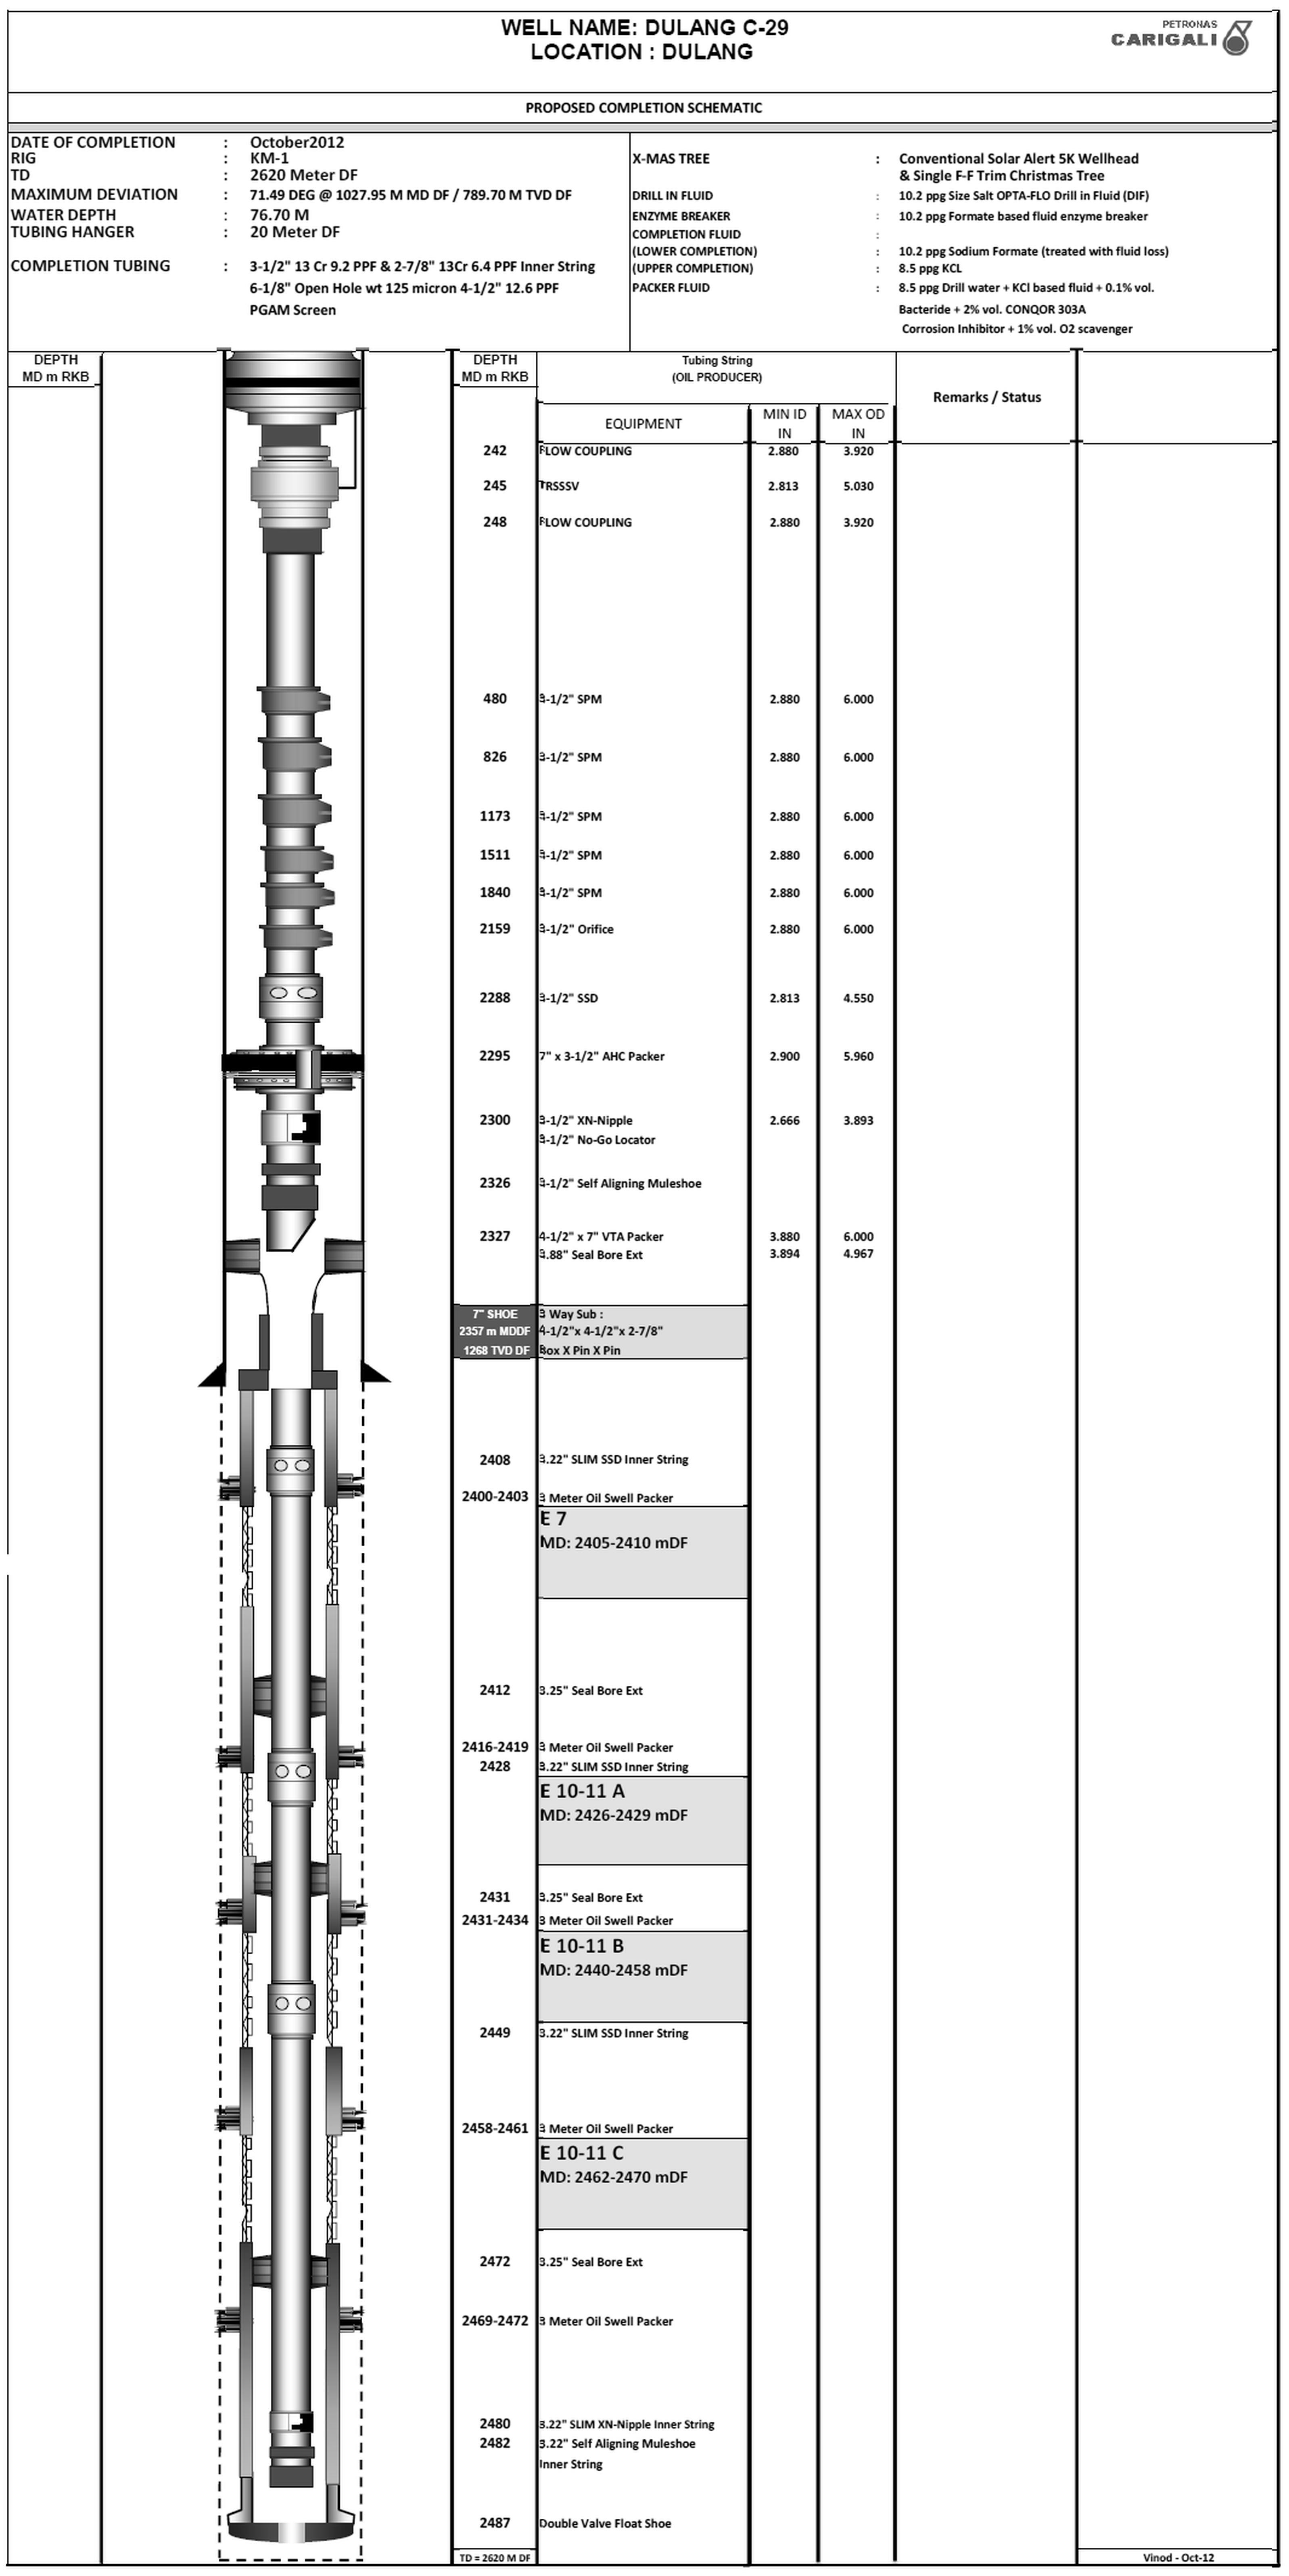 WELL NAME: DULANG C-29
LOCATION : DULANG
PETRONAS
CARIGALI
PROPOSED COMPLETION SCHEMATIC
DATE OF COMPLETION : October2012
RIG : KM-1
TD : 2620 Meter DF
MAXIMUM DEVIATION : 71.49 DEG @ 1027.95 M MD DF / 789.70 M TVD DF
WATER DEPTH : 76.70 M
TUBING HANGER : 20 Meter DF
COMPLETION TUBING : 3-1/2" 13 Cr 9.2 PPF & 2-7/8" 13Cr 6.4 PPF Inner String
6-1/8" Open Hole wt 125 micron 4-1/2" 12.6 PPF
PGAM Screen
X-MAS TREE : Conventional Solar Alert 5K Wellhead
& Single F-F Trim Christmas Tree
DRILL IN FLUID : 10.2 ppg Size Salt OPTA-FLO Drill in Fluid (DIF)
ENZYME BREAKER : 10.2 ppg Formate based fluid enzyme breaker
COMPLETION FLUID :
(LOWER COMPLETION) : 10.2 ppg Sodium Formate (treated with fluid loss)
(UPPER COMPLETION) : 8.5 ppg KCL
PACKER FLUID : 8.5 ppg Drill water + KCl based fluid + 0.1% vol.
Bactericide + 2% vol. CONQOR 303A
Corrosion Inhibitor + 1% vol. O2 scavenger
DEPTH
MD m RKB
DEPTH
MD m RKB
Tubing String
(OIL PRODUCER)
Remarks / Status
EQUIPMENT
MIN ID
IN
MAX OD
IN
242 FLOW COUPLING 2.880 3.920
245 TRSSSV 2.813 5.030
248 FLOW COUPLING 2.880 3.920
480 3-1/2" SPM 2.880 6.000
826 3-1/2" SPM 2.880 6.000
1173 3-1/2" SPM 2.880 6.000
1511 3-1/2" SPM 2.880 6.000
1840 3-1/2" SPM 2.880 6.000
2159 3-1/2" Orifice 2.880 6.000
2288 3-1/2" SSD 2.813 4.550
2295 7" x 3-1/2" AHC Packer 2.900 5.960
2300 3-1/2" XN-Nipple 2.666 3.893
3-1/2" No-Go Locator
2326 3-1/2" Self Aligning Muleshoe
2327 4-1/2" x 7" VTA Packer 3.880 6.000
3.88" Seal Bore Ext 3.894 4.967
7" SHOE 3 Way Sub :
2357 m MDDF 4-1/2"x 4-1/2"x 2-7/8"
1268 TVD DF Box X Pin X Pin
2408 3.22" SLIM SSD Inner String
2400-2403 3 Meter Oil Swell Packer
E 7
MD: 2405-2410 mDF
2412 3.25" Seal Bore Ext
2416-2419 3 Meter Oil Swell Packer
2428 3.22" SLIM SSD Inner String
E 10-11 A
MD: 2426-2429 mDF
2431 3.25" Seal Bore Ext
2431-2434 3 Meter Oil Swell Packer
E 10-11 B
MD: 2440-2458 mDF
2449 3.22" SLIM SSD Inner String
2458-2461 3 Meter Oil Swell Packer
E 10-11 C
MD: 2462-2470 mDF
2472 3.25" Seal Bore Ext
2469-2472 3 Meter Oil Swell Packer
2480 3.22" SLIM XN-Nipple Inner String
2482 3.22" Self Aligning Muleshoe
Inner String
2487 Double Valve Float Shoe
TD = 2620 M DF
Vinod - Oct-12